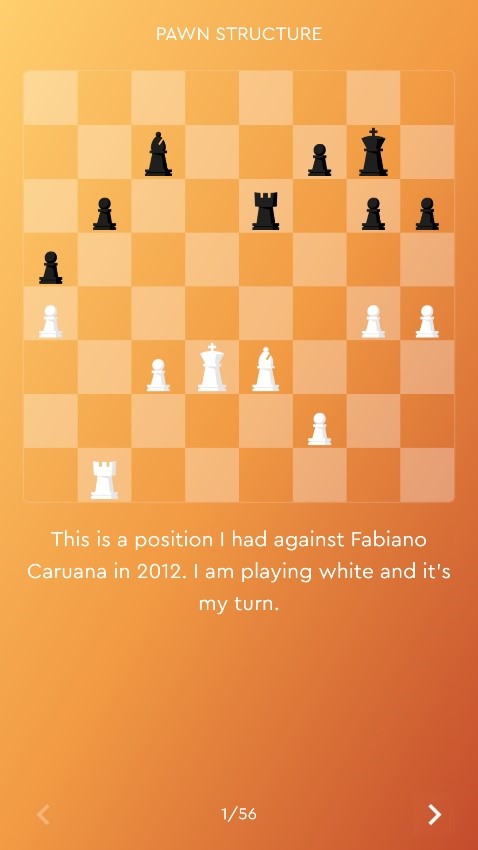 PAWN STRUCTURE
This is a position I had against Fabiano
Caruana in 2012. I am playing white and it's
my turn.
1/56